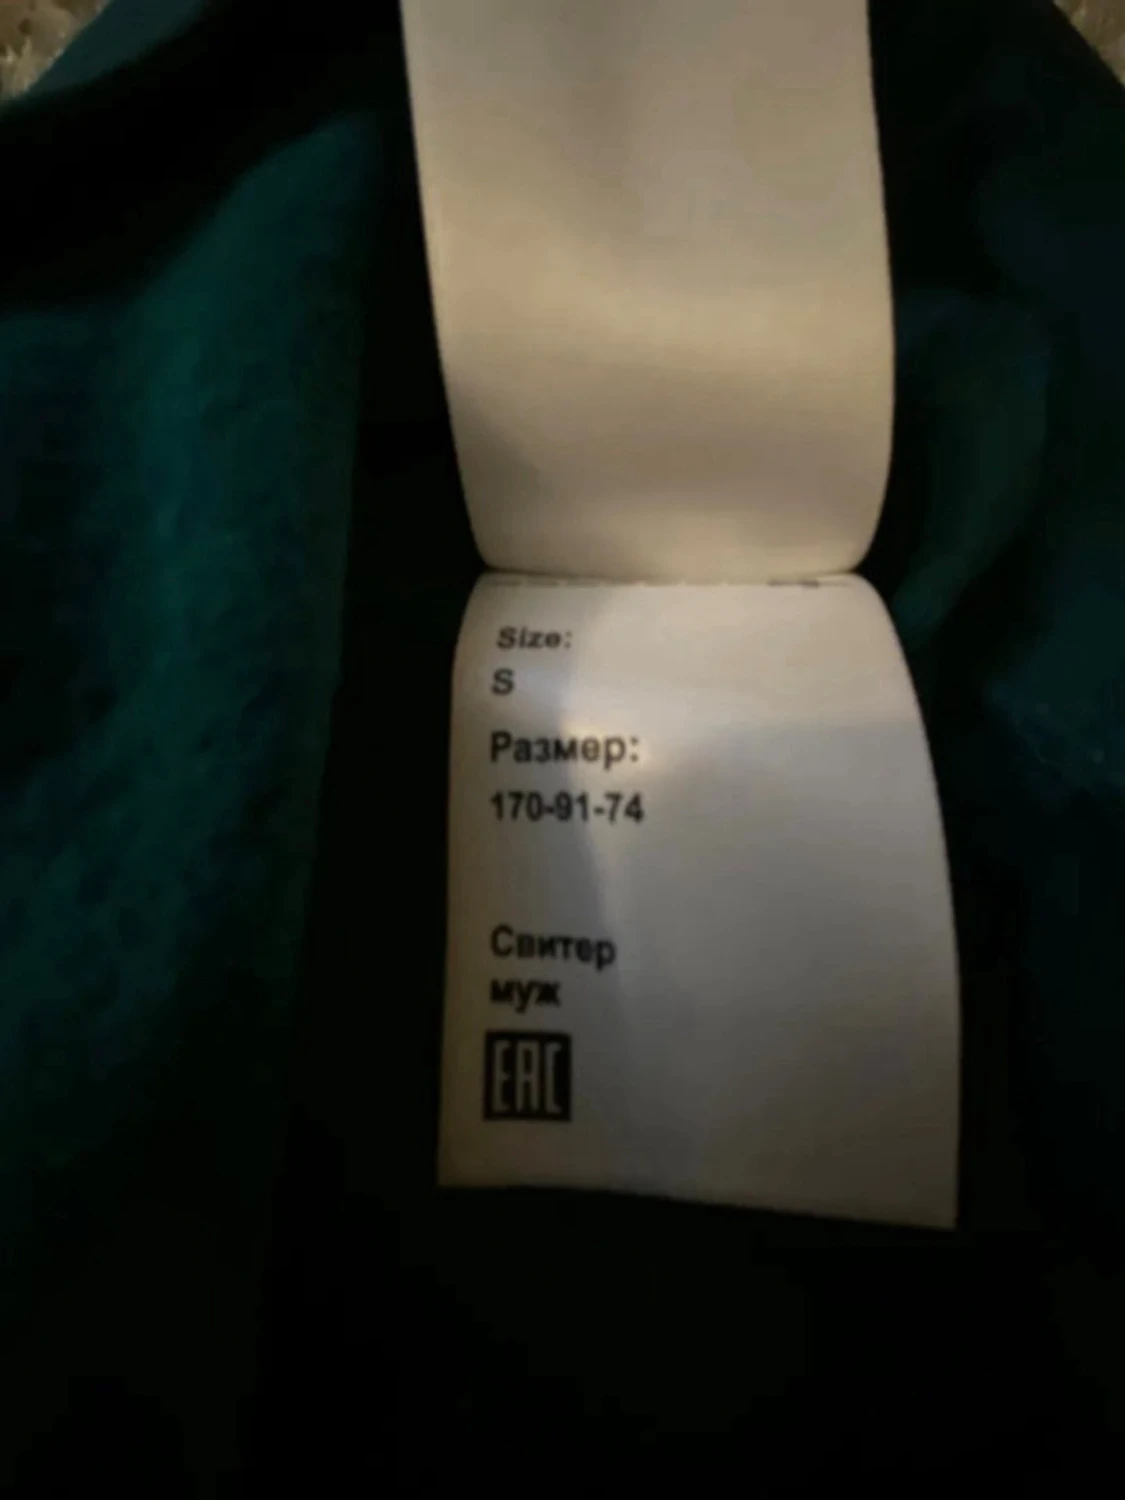 Size:
S
Размер:
170-91-74
Свитер
муж
EAC